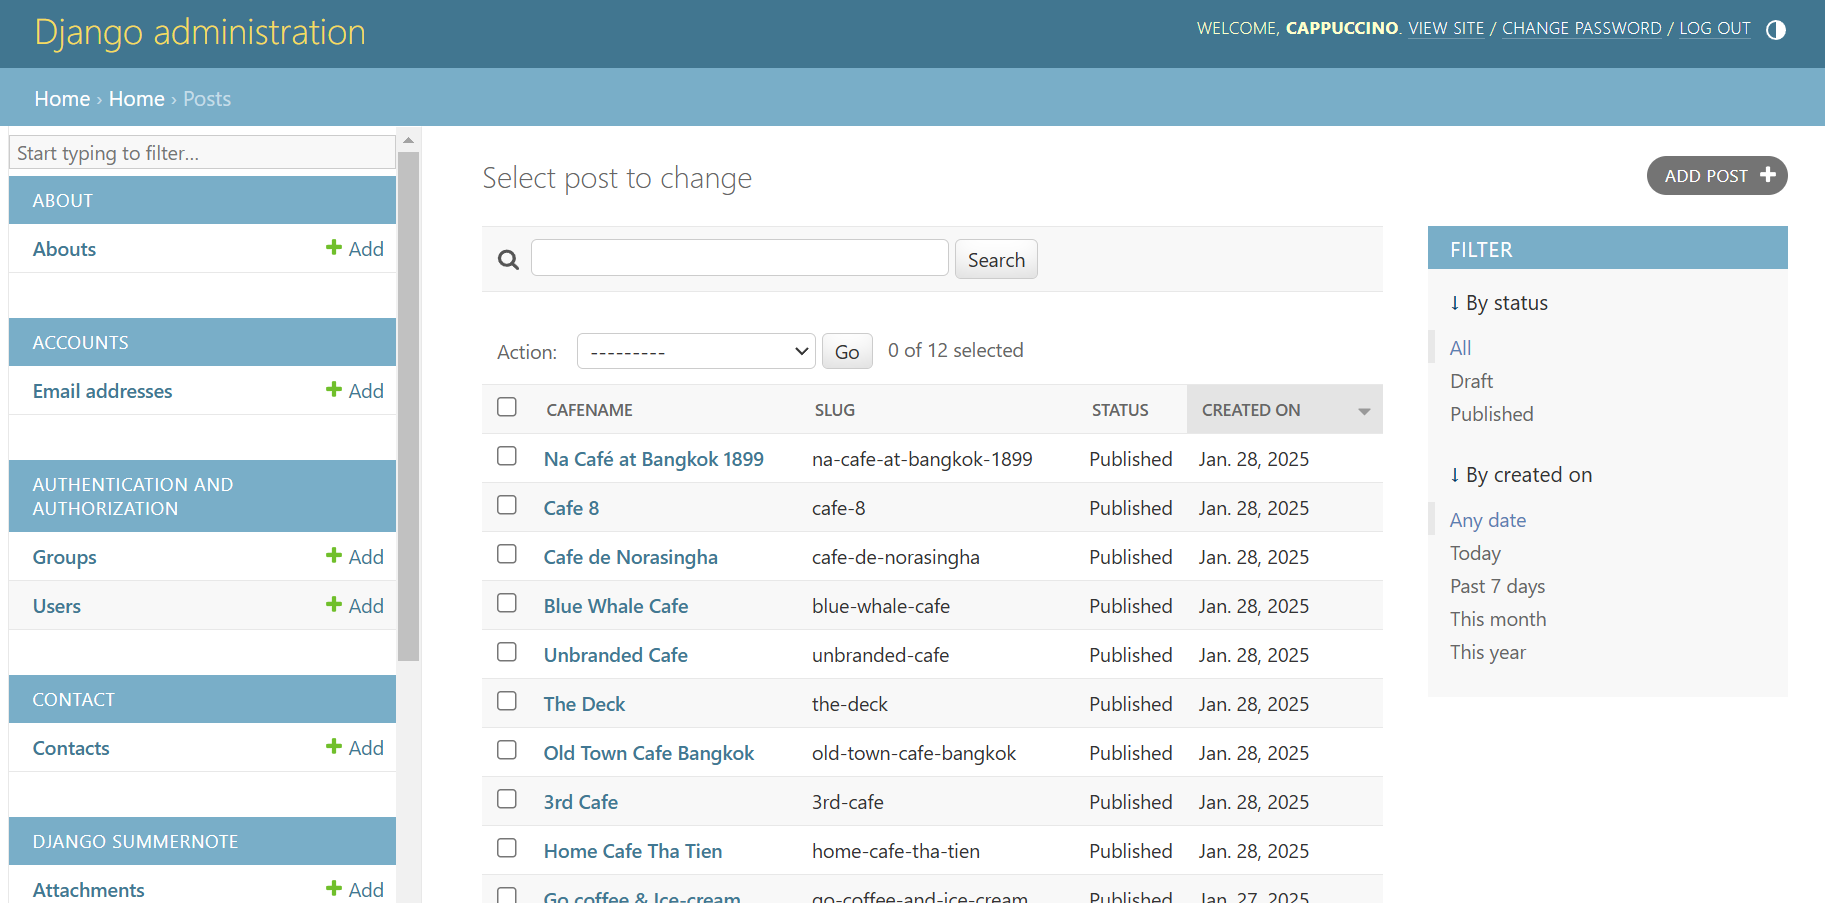 Django administration
WELCOME, CAPPUCCINO. VIEW SITE / CHANGE PASSWORD / LOG OUT
Home › Home › Posts
Start typing to filter...
ABOUT
Abouts Add
ACCOUNTS
Email addresses Add
AUTHENTICATION AND
AUTHORIZATION
Groups Add
Users Add
CONTACT
Contacts Add
DJANGO SUMMERNOTE
Attachments Add
Select post to change
ADD POST
Search
Action: --------- Go 0 of 12 selected
CAFENAME SLUG STATUS CREATED ON
Na Café at Bangkok 1899 na-cafe-at-bangkok-1899 Published Jan. 28, 2025
Cafe 8 cafe-8 Published Jan. 28, 2025
Cafe de Norasingha cafe-de-norasingha Published Jan. 28, 2025
Blue Whale Cafe blue-whale-cafe Published Jan. 28, 2025
Unbranded Cafe unbranded-cafe Published Jan. 28, 2025
The Deck the-deck Published Jan. 28, 2025
Old Town Cafe Bangkok old-town-cafe-bangkok Published Jan. 28, 2025
3rd Cafe 3rd-cafe Published Jan. 28, 2025
Home Cafe Tha Tien home-cafe-tha-tien Published Jan. 28, 2025
Go coffee & Ice-cream go-coffee-and-ice-cream Published Jan. 27, 2025
FILTER
↓ By status
All
Draft
Published
↓ By created on
Any date
Today
Past 7 days
This month
This year